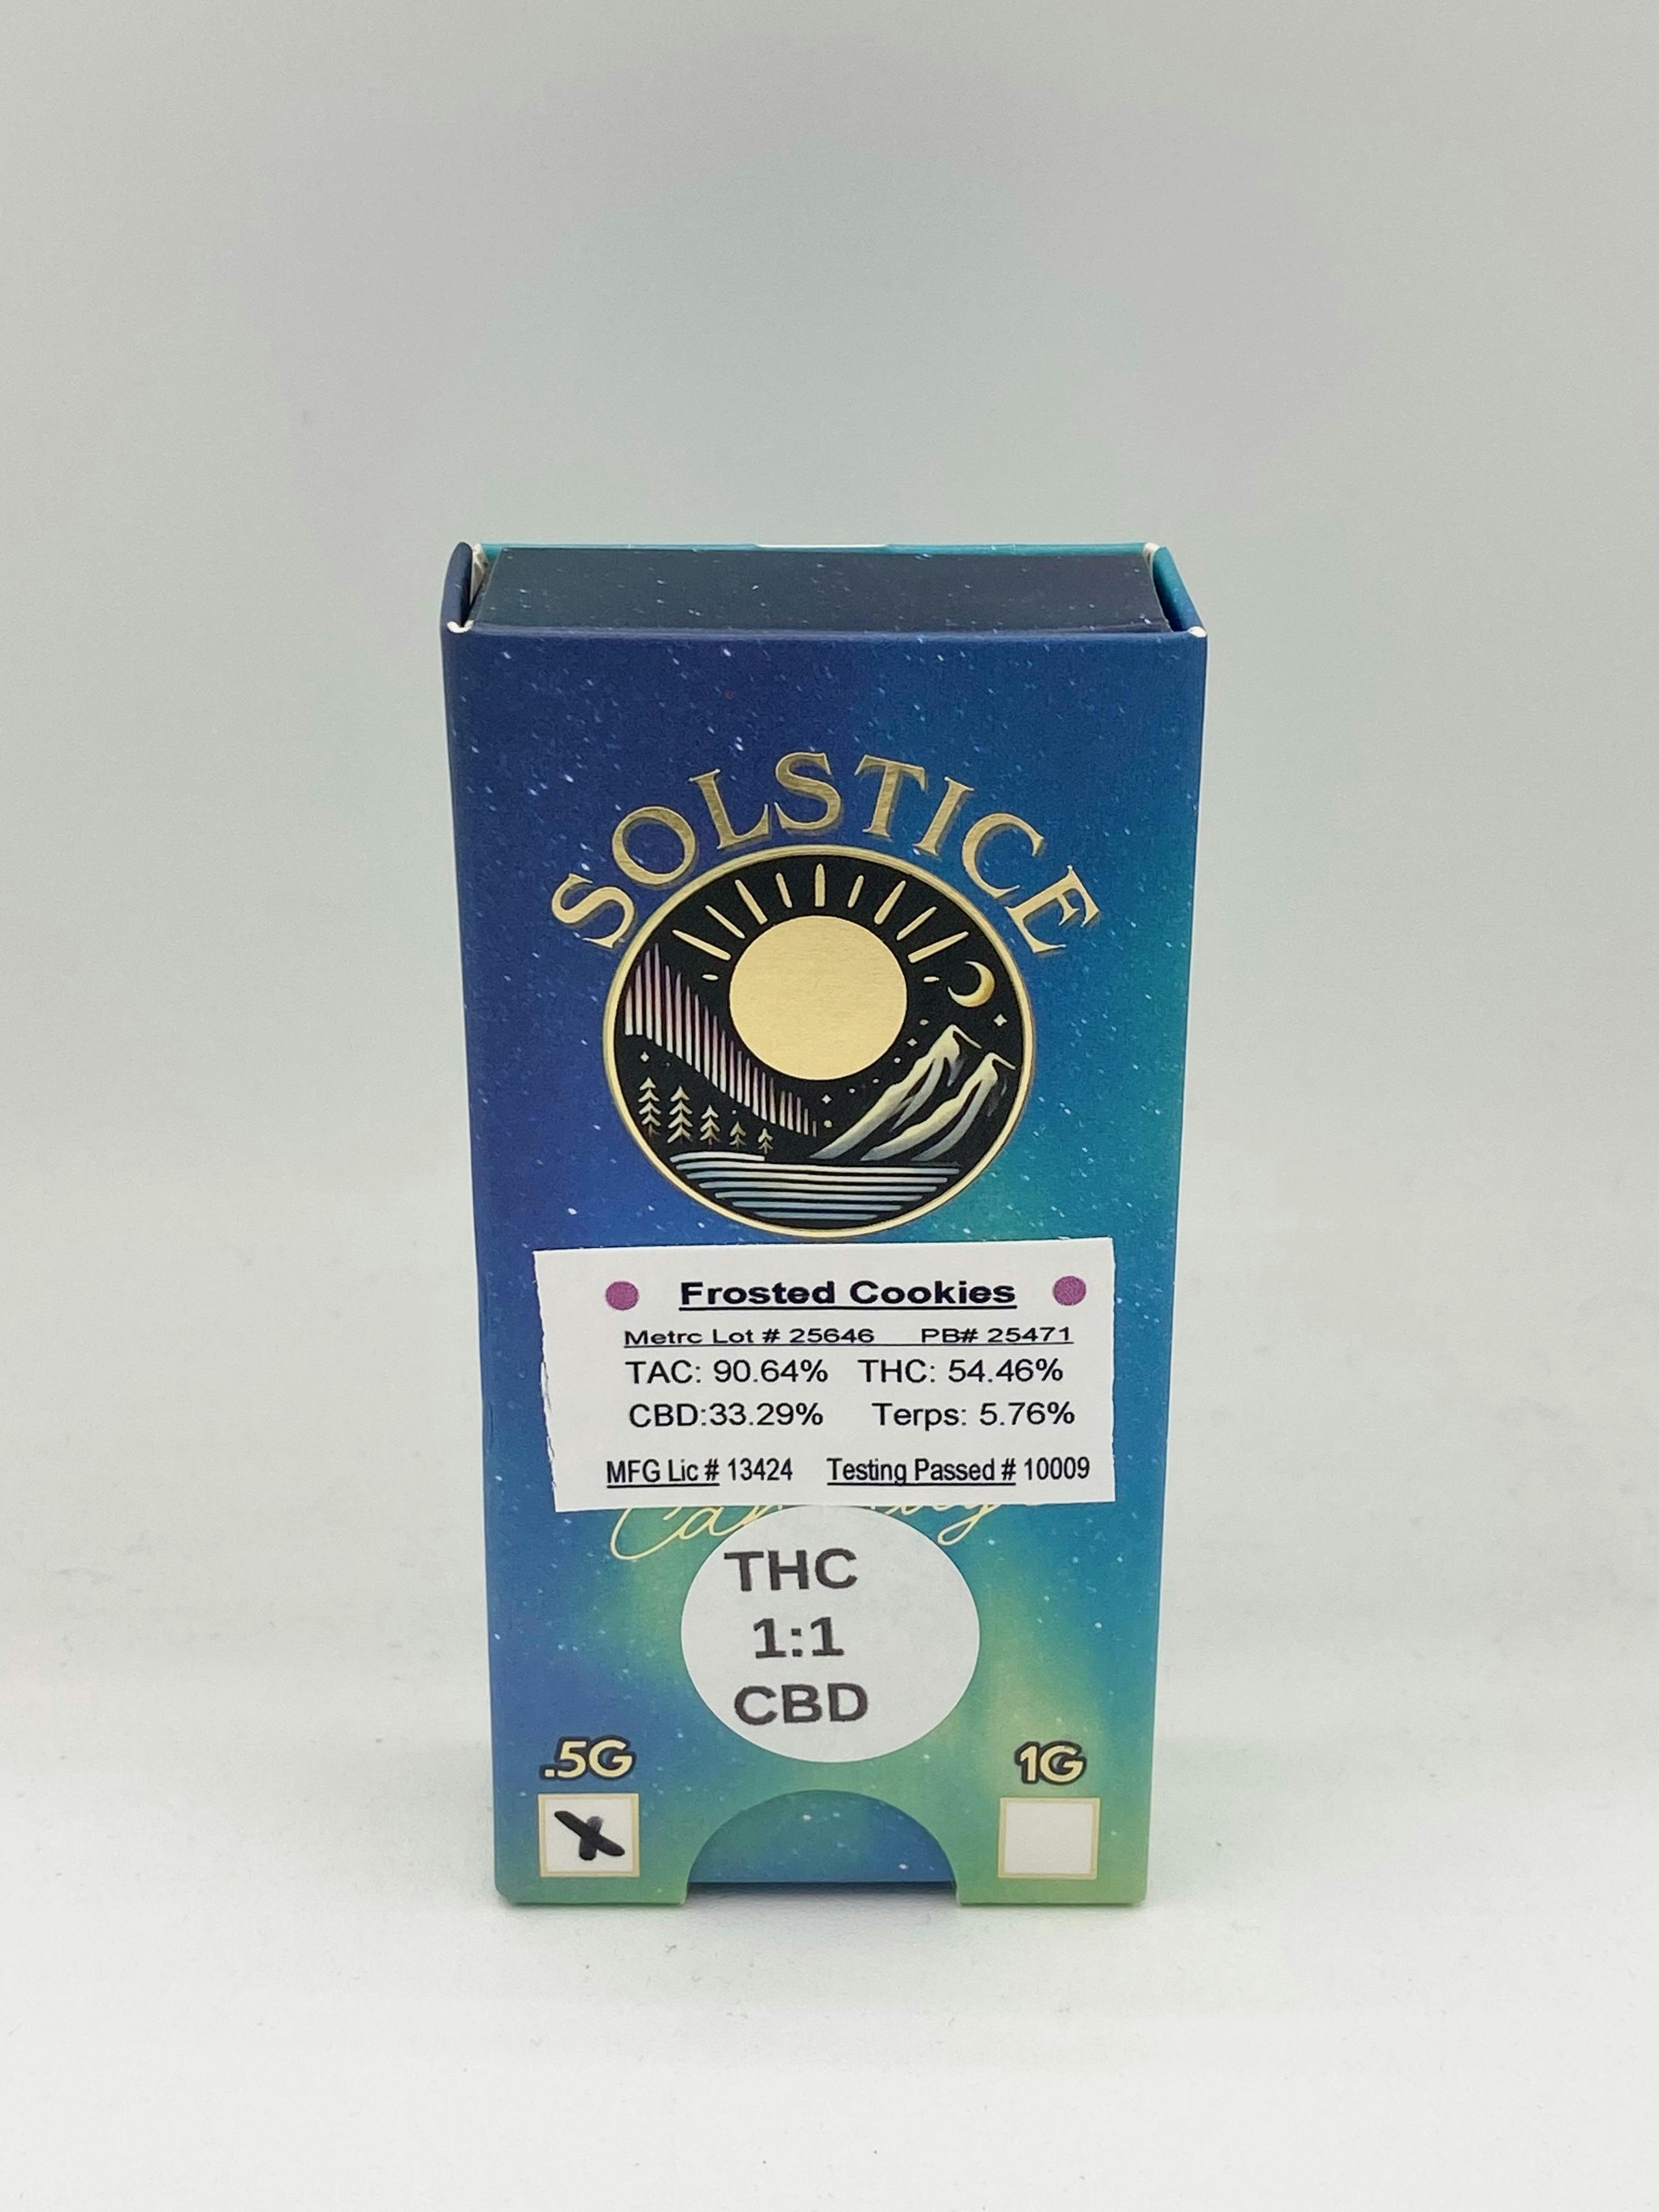 SOLSTICE
Frosted Cookies
Metrc Lot # 25646 PB# 25471
TAC: 90.64% THC: 54.46%
CBD:33.29% Terps: 5.76%
MFG Lic # 13424 Testing Passed # 10009
THC
1:1
CBD
.5G
1G